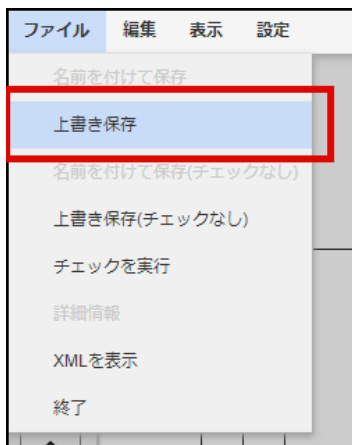 ファイル 編集 表示 設定
名前を付けて保存
上書き保存
名前を付けて保存(チェックなし)
上書き保存(チェックなし)
チェックを実行
詳細情報
XMLを表示
終了